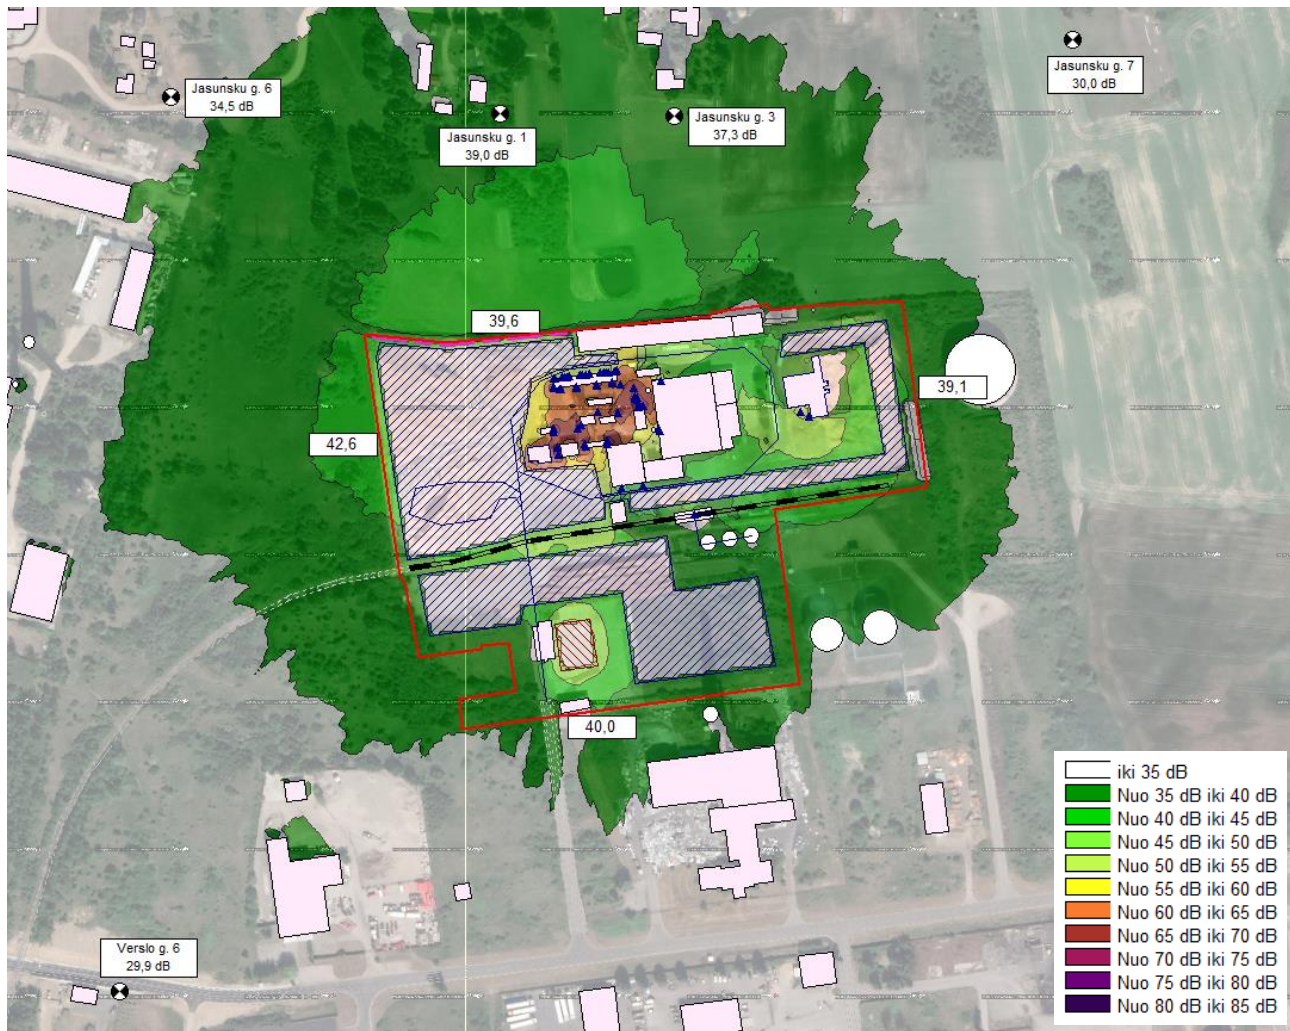 Jasunsku g. 6
34,5 dB
Jasunsku g. 1
39,0 dB
Jasunsku g. 3
37,3 dB
Jasunsku g. 7
30,0 dB
39,6
39,1
42,6
40,0
Verslo g. 6
29,9 dB
iki 35 dB
Nuo 35 dB iki 40 dB
Nuo 40 dB iki 45 dB
Nuo 45 dB iki 50 dB
Nuo 50 dB iki 55 dB
Nuo 55 dB iki 60 dB
Nuo 60 dB iki 65 dB
Nuo 65 dB iki 70 dB
Nuo 70 dB iki 75 dB
Nuo 75 dB iki 80 dB
Nuo 80 dB iki 85 dB